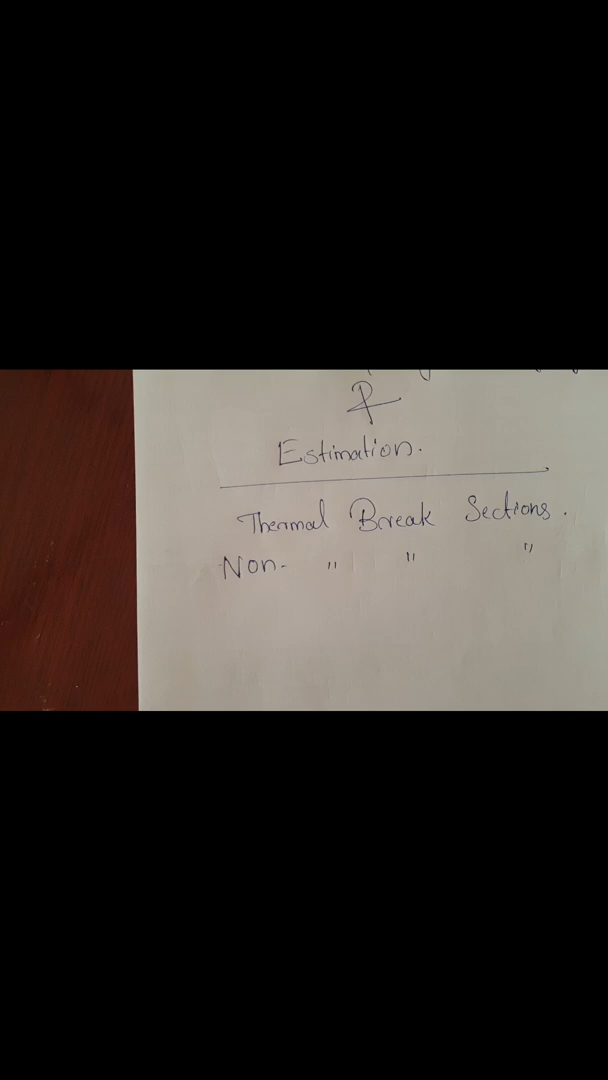 &
Estimation.
Thermal Break Sections.
Non- " " "